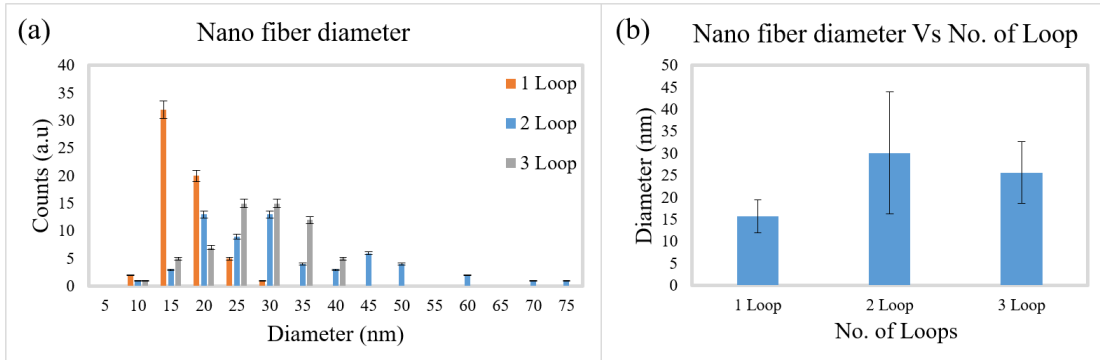 (a)
Nano fiber diameter
40
35
30
25
20
15
10
5
0
Counts (a.u)
1 Loop
2 Loop
3 Loop
5 10 15 20 25 30 35 40 45 50 55 60 65 70 75
Diameter (nm)
(b)
Nano fiber diameter Vs No. of Loop
50
45
40
35
30
25
20
15
10
5
0
Diameter (nm)
1 Loop 2 Loop 3 Loop
No. of Loops